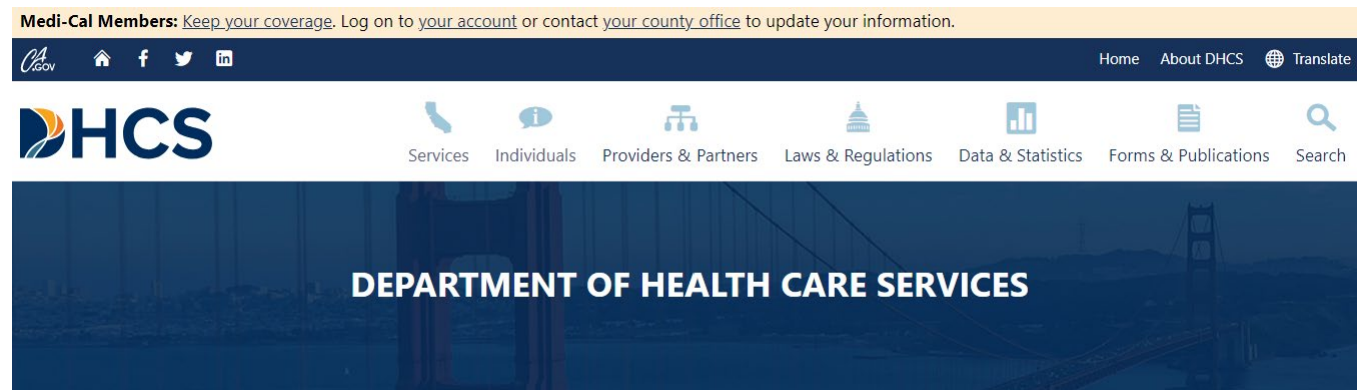 Medi-Cal Members: Keep your coverage. Log on to your account or contact your county office to update your information.
CA.GOV Home About DHCS Translate
DHCS
Services Individuals Providers & Partners Laws & Regulations Data & Statistics Forms & Publications Search
DEPARTMENT OF HEALTH CARE SERVICES